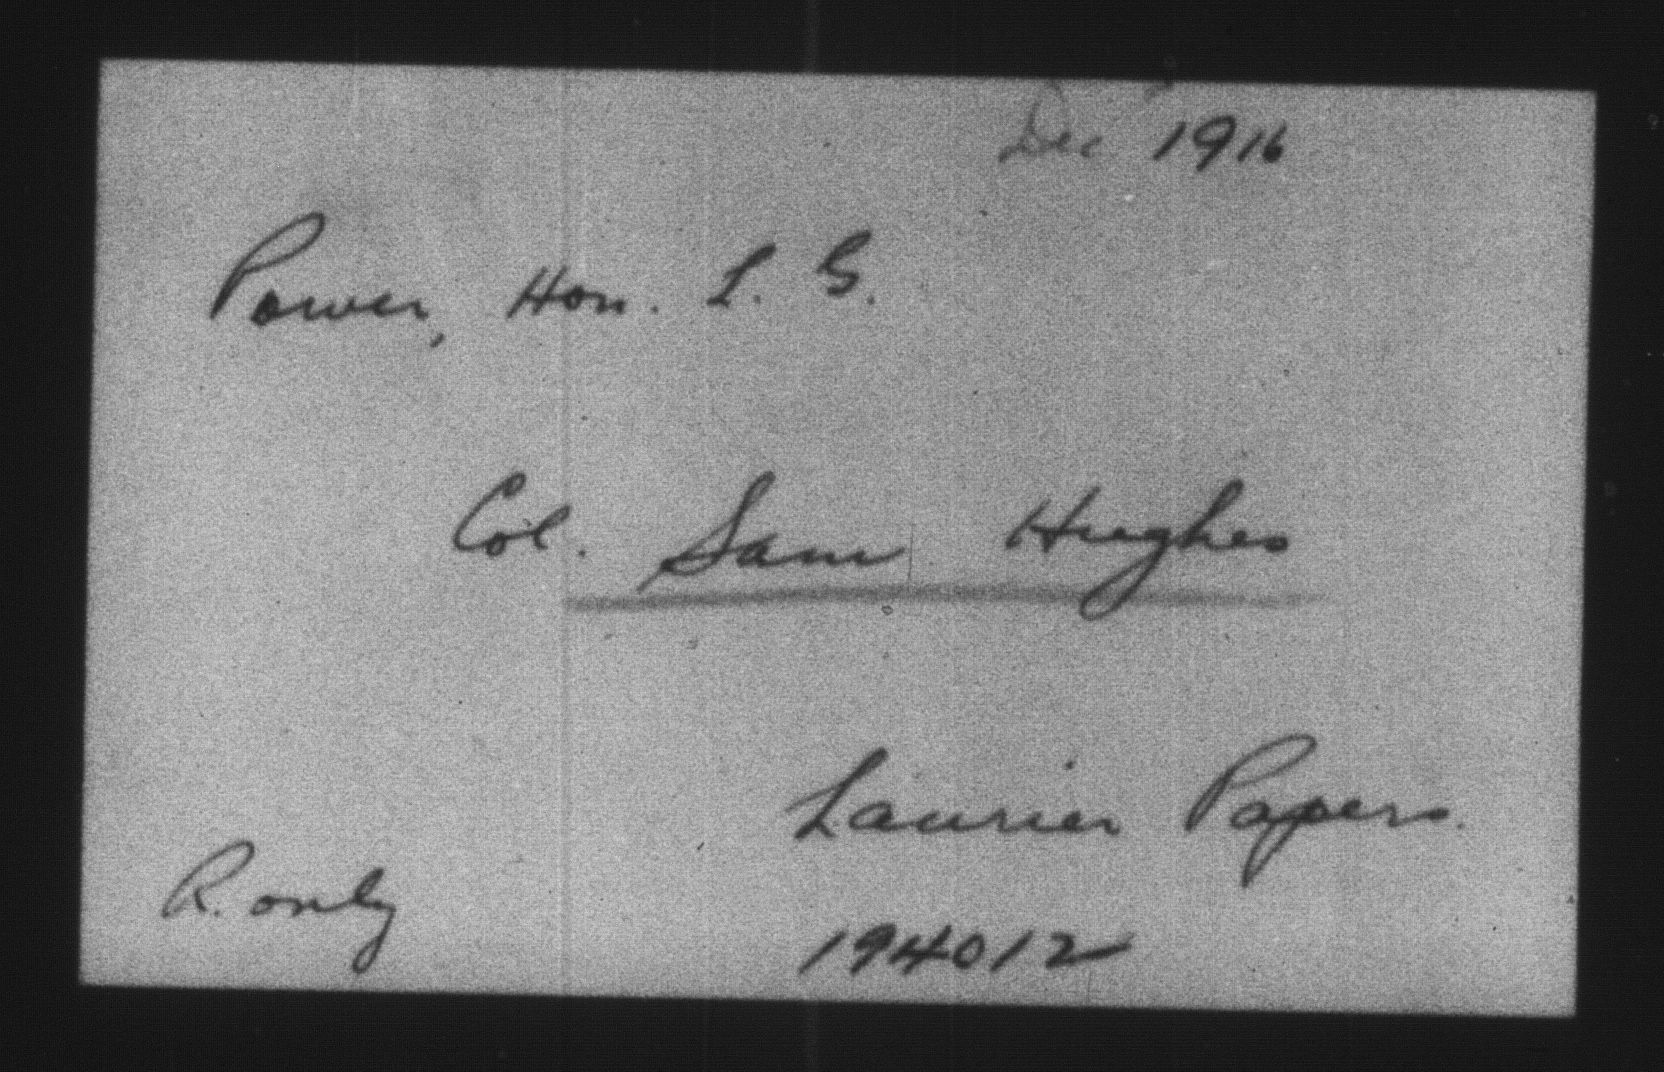 Dec 1916
Power, Hon. L. G.
Col. Sam Hughes
Laurier Papers.
R. only
194012